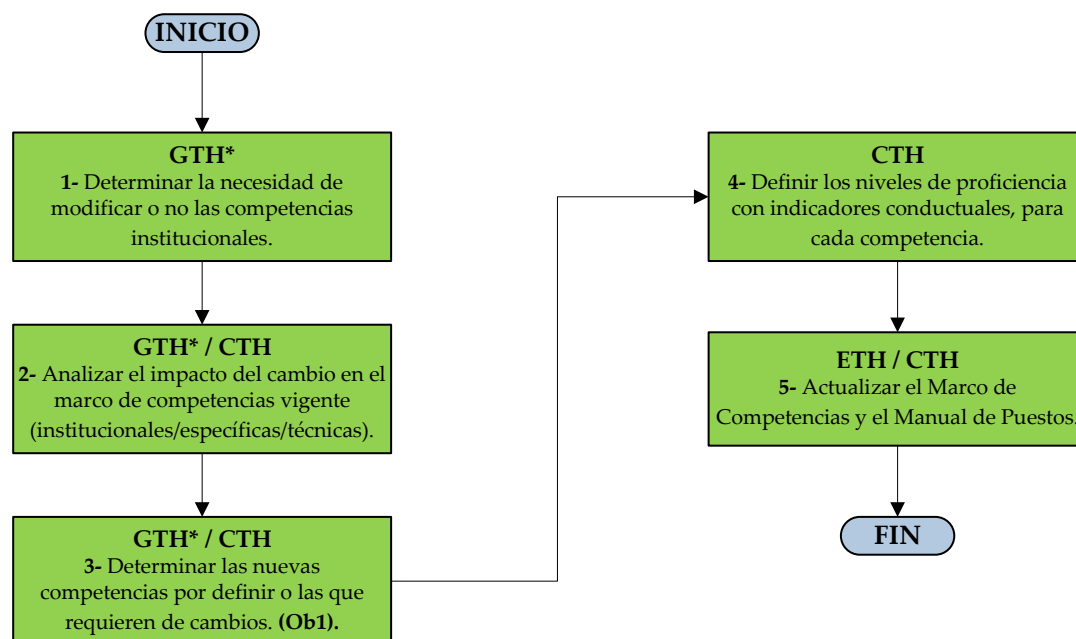 INICIO
GTH*
1- Determinar la necesidad de
modificar o no las competencias
institucionales.
GTH* / CTH
2- Analizar el impacto del cambio en el
marco de competencias vigente
(institucionales/específicas/técnicas).
GTH* / CTH
3- Determinar las nuevas
competencias por definir o las que
requieren de cambios. (Ob1).
CTH
4- Definir los niveles de proficiencia
con indicadores conductuales, para
cada competencia.
ETH / CTH
5- Actualizar el Marco de
Competencias y el Manual de Puestos.
FIN